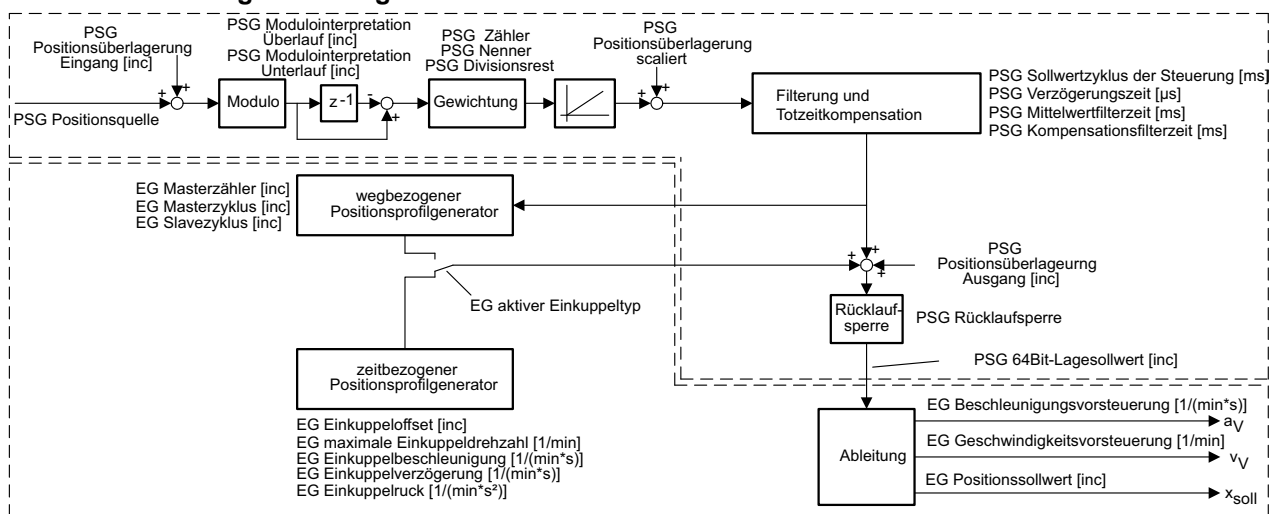 PSG
Positionsüberlagerung
Eingang [inc]
PSG Modulointerpretation
Überlauf [inc]
PSG Modulointerpretation
Unterlauf [inc]
PSG Zähler
PSG Nenner
PSG Divisionsrest
PSG
Positionsüberlagerung
scaliert
+
+
Modulo
z -1
-
+
Gewichtung
+
+
Filterung und
Totzeitkompensation
PSG Sollwertzyklus der Steuerung [ms]
PSG Verzögerungszeit [µs]
PSG Mittelwertfilterzeit [ms]
PSG Kompensationsfilterzeit [ms]
PSG Positionsquelle
EG Masterzähler [inc]
EG Masterzyklus [inc]
EG Slavezyklus [inc]
wegbezogener
Positionsprofilgenerator
+
+
+
PSG
Positionsüberlageurng
Ausgang [inc]
EG aktiver Einkuppeltyp
Rücklauf-
sperre
PSG Rücklaufsperre
PSG 64Bit-Lagesollwert [inc]
zeitbezogener
Positionsprofilgenerator
EG Einkuppeloffset [inc]
EG maximale Einkuppeldrehzahl [1/min]
EG Einkuppelbeschleunigung [1/(min*s)]
EG Einkuppelverzögerung [1/(min*s)]
EG Einkuppelruck [1/(min*s²)]
Ableitung
EG Beschleunigungsvorsteuerung [1/(min*s)]
aV
EG Geschwindigkeitsvorsteuerung [1/min]
vV
EG Positionssollwert [inc]
xsoll